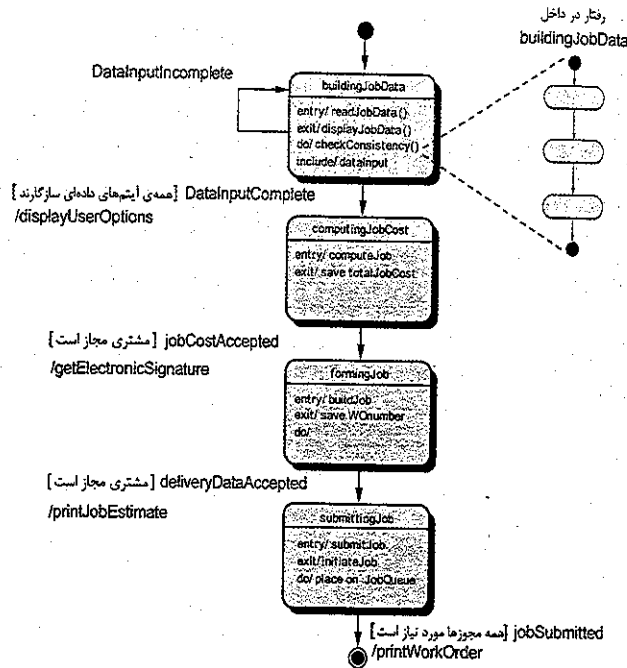 رفتار در داخل
buildingJobData
DataInputIncomplete
buildingJobData
entry/ readJobData()
exit/displayJobData()
do/ checkConsistency()
include/ dataInput
DataInputComplete [همه‌ی آیتم‌های داده‌ای سازگارند]
/displayUserOptions
computingJobCost
entry/ computeJob
exit/ save totalJobCost
jobCostAccepted [مشتری مجاز است]
/getElectronicSignature
formingJob
entry/ buildJob
exit/ save WOnumber
do/
deliveryDataAccepted [مشتری مجاز است]
/printJobEstimate
submittingJob
entry/ submitJob
exit/initiateJob
do/ place on JobQueue
jobSubmitted [همه مجوزها مورد نیاز است]
/printWorkOrder